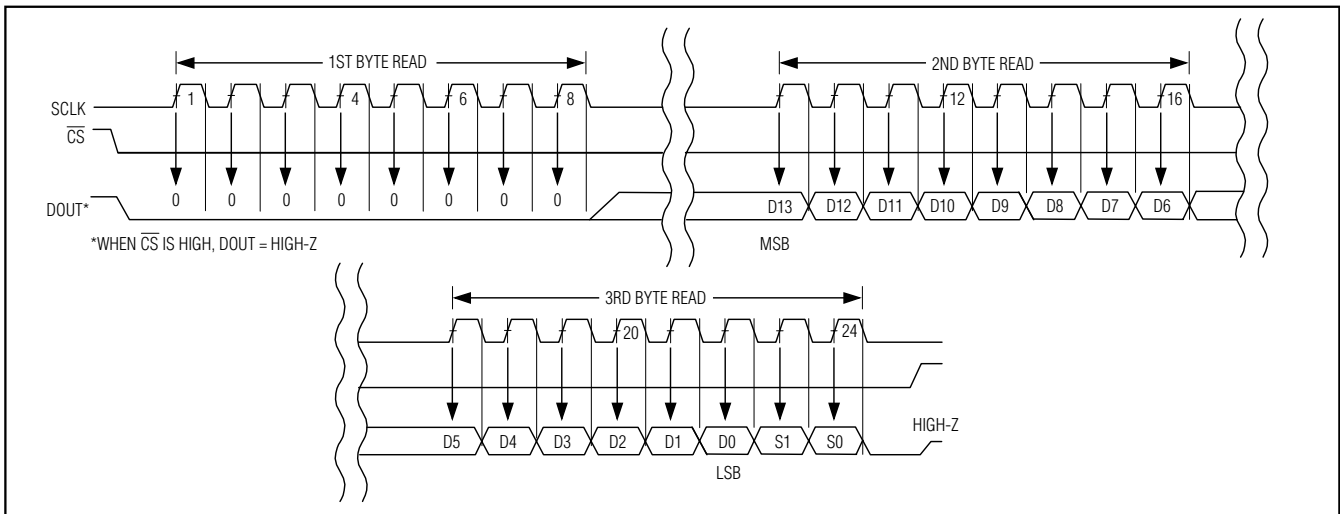 1ST BYTE READ
2ND BYTE READ
SCLK 1 4 6 8 12 16
CS
0 0 0 0 0 0 0 0
DOUT* D13 D12 D11 D10 D9 D8 D7 D6
*WHEN CS IS HIGH, DOUT = HIGH-Z
MSB
3RD BYTE READ
20 24
HIGH-Z
D5 D4 D3 D2 D1 D0 S1 S0
LSB